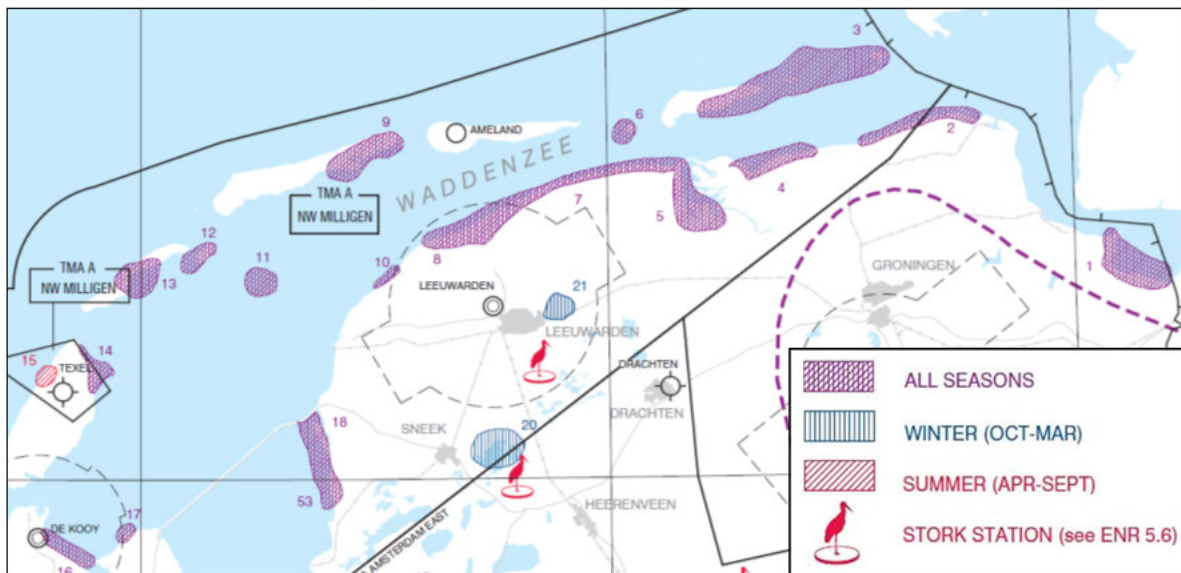 3
6
AMELAND
9
2
WADDENZEE
4
TMA A
NW MILLIGEN
7
5
12
11
8
10
13
TMA A
NW MILLIGEN
GRONINGEN
1
LEEUWARDEN
21
LEEUWARDEN
14
15
TEXEL
DRACHTEN
DRACHTEN
18
SNEEK
20
53
HEERENVEEN
17
DE KOOY
16
AMSTERDAM EAST
ALL SEASONS
WINTER (OCT-MAR)
SUMMER (APR-SEPT)
STORK STATION (see ENR 5.6)